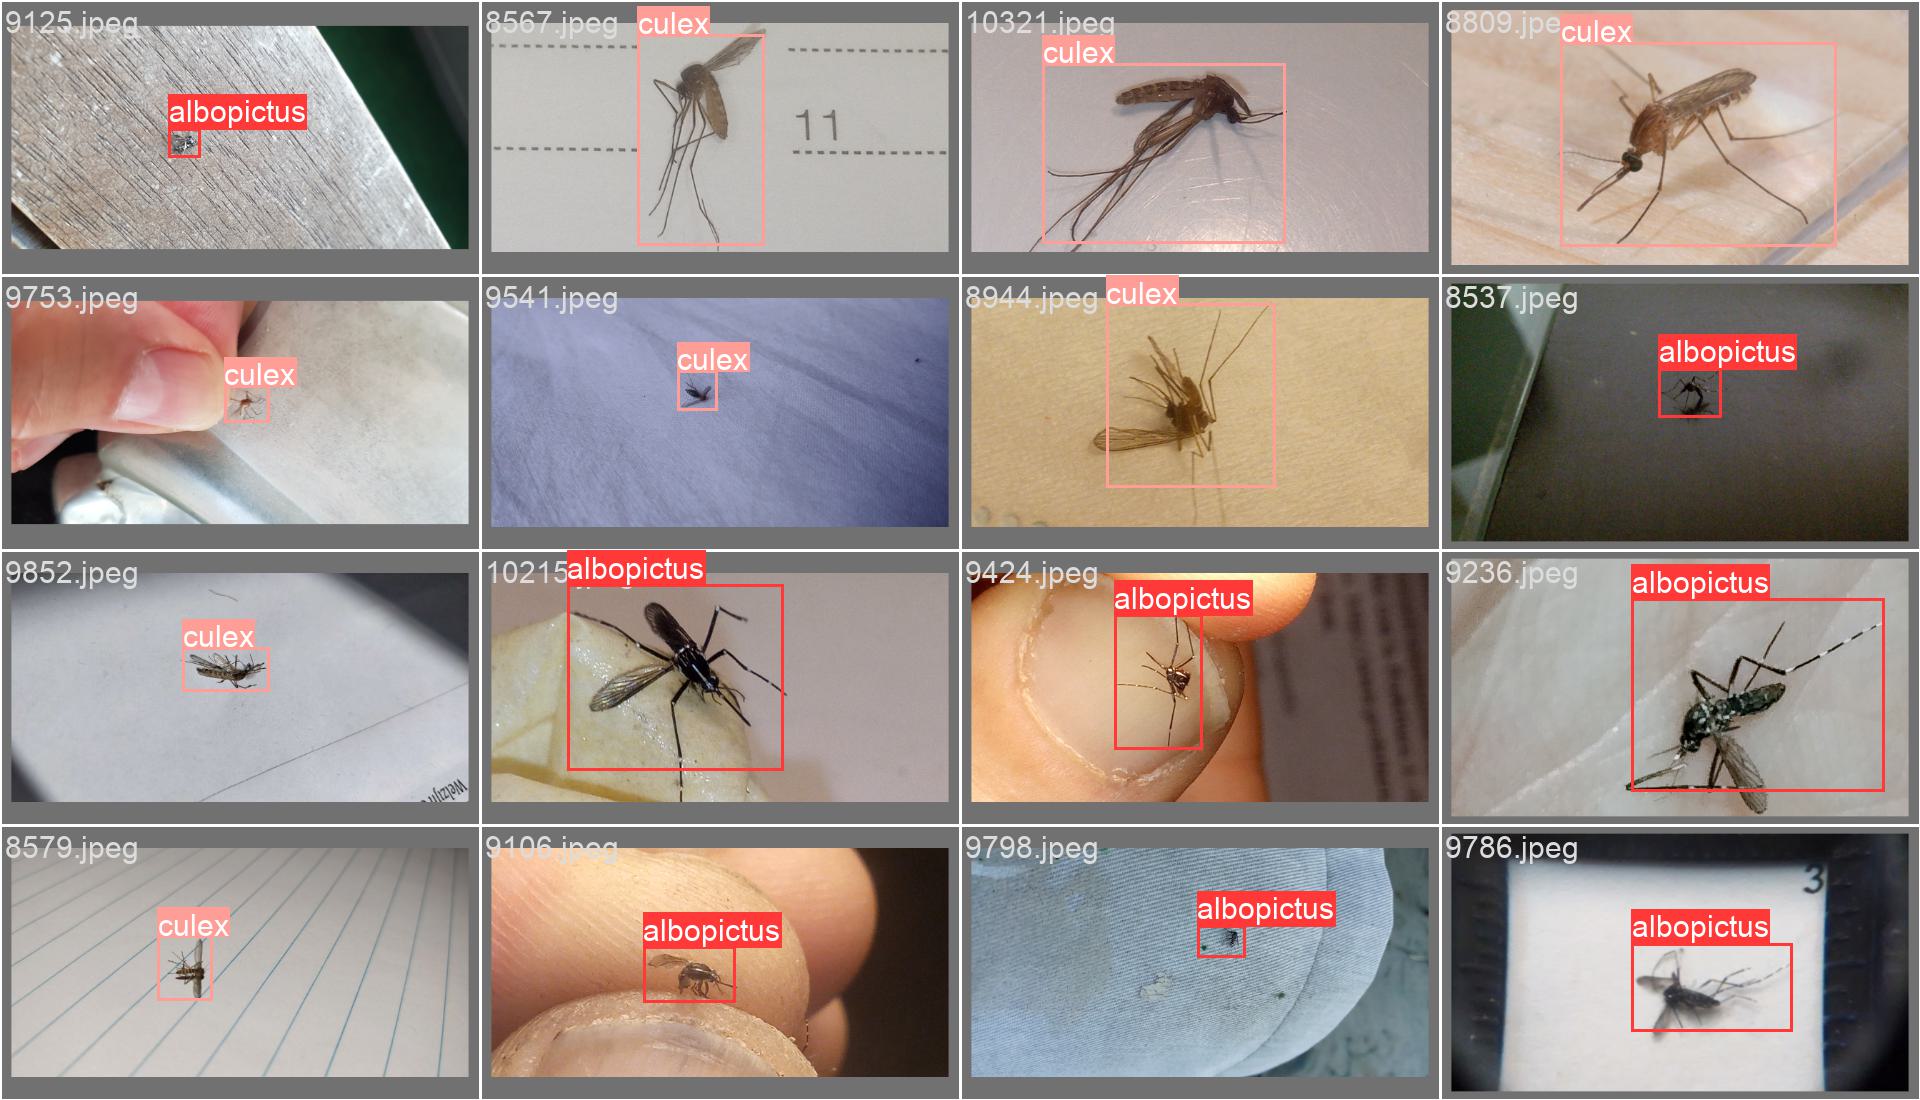 9125.jpeg
albopictus
8567.jpeg
culex
11
10321.jpeg
culex
8809.jpe
culex
9753.jpeg
culex
9541.jpeg
culex
8944.jpeg
culex
8537.jpeg
albopictus
9852.jpeg
culex
10215
albopictus
9424.jpeg
albopictus
9236.jpeg
albopictus
8579.jpeg
culex
9106.jpeg
albopictus
9798.jpeg
albopictus
9786.jpeg
albopictus
3